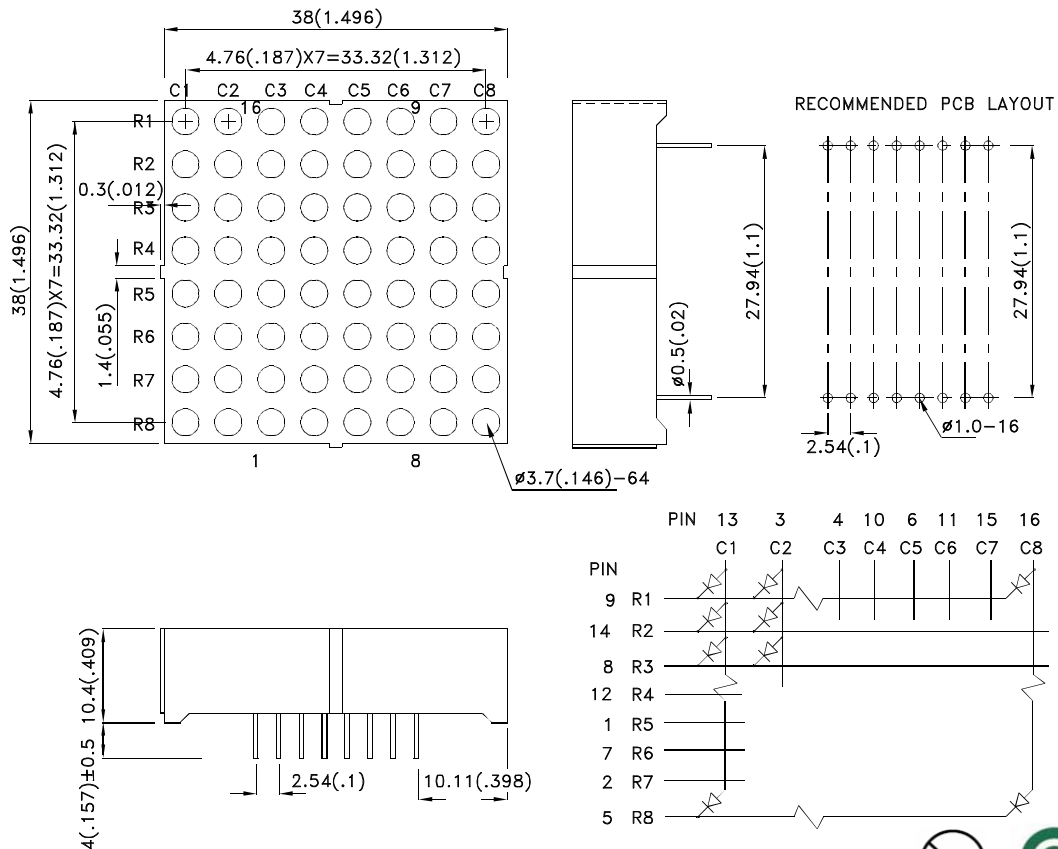 38(1.496)
4.76(.187)X7=33.32(1.312)
C1 C2 C3 C4 C5 C6 C7 C8
16 9
R1
R2
0.3(.012)
R3
R4
R5
R6
R7
R8
38(1.496)
4.76(.187)X7=33.32(1.312)
1.4(.055)
1 8
ø3.7(.146)-64
27.94(1.1)
ø0.5(.02)
RECOMMENDED PCB LAYOUT
27.94(1.1)
ø1.0-16
2.54(.1)
10.4(.409)
4(.157)±0.5
2.54(.1)
10.11(.398)
PIN 13 3 4 10 6 11 15 16
C1 C2 C3 C4 C5 C6 C7 C8
PIN
9 R1
14 R2
8 R3
12 R4
1 R5
7 R6
2 R7
5 R8